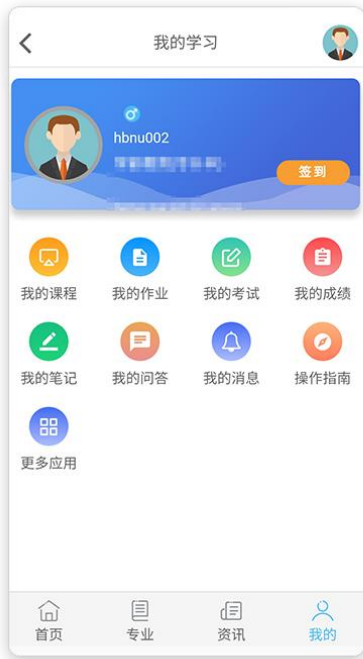 我的学习
hbnu002
签到
我的课程 我的作业 我的考试 我的成绩
我的笔记 我的问答 我的消息 操作指南
更多应用
首页 专业 资讯 我的